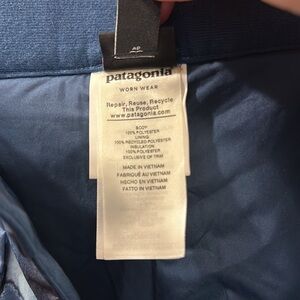 patagonia
WORN WEAR
Repair, Reuse, Recycle
This Product
www.patagonia.com
BODY
100% POLYESTER
LINING
100% RECYCLED POLYESTER
INSULATION
100% POLYESTER
EXCLUSIVE OF TRIM
MADE IN VIETNAM
FABRIQUÉ AU VIETNAM
HECHO EN VIETNAM
FATTO IN VIETNAM